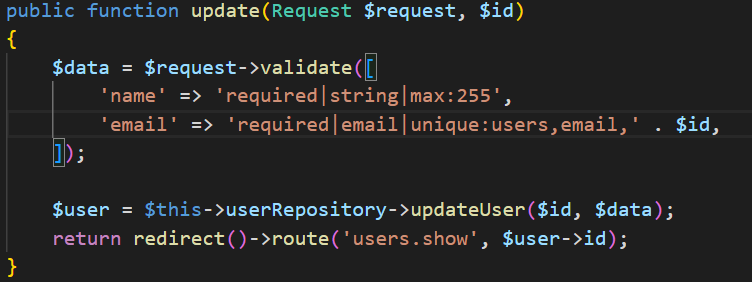 public function update(Request $request, $id)
{
    $data = $request->validate([
        'name' => 'required|string|max:255',
        'email' => 'required|email|unique:users,email,' . $id,
    ]);

    $user = $this->userRepository->updateUser($id, $data);
    return redirect()->route('users.show', $user->id);
}